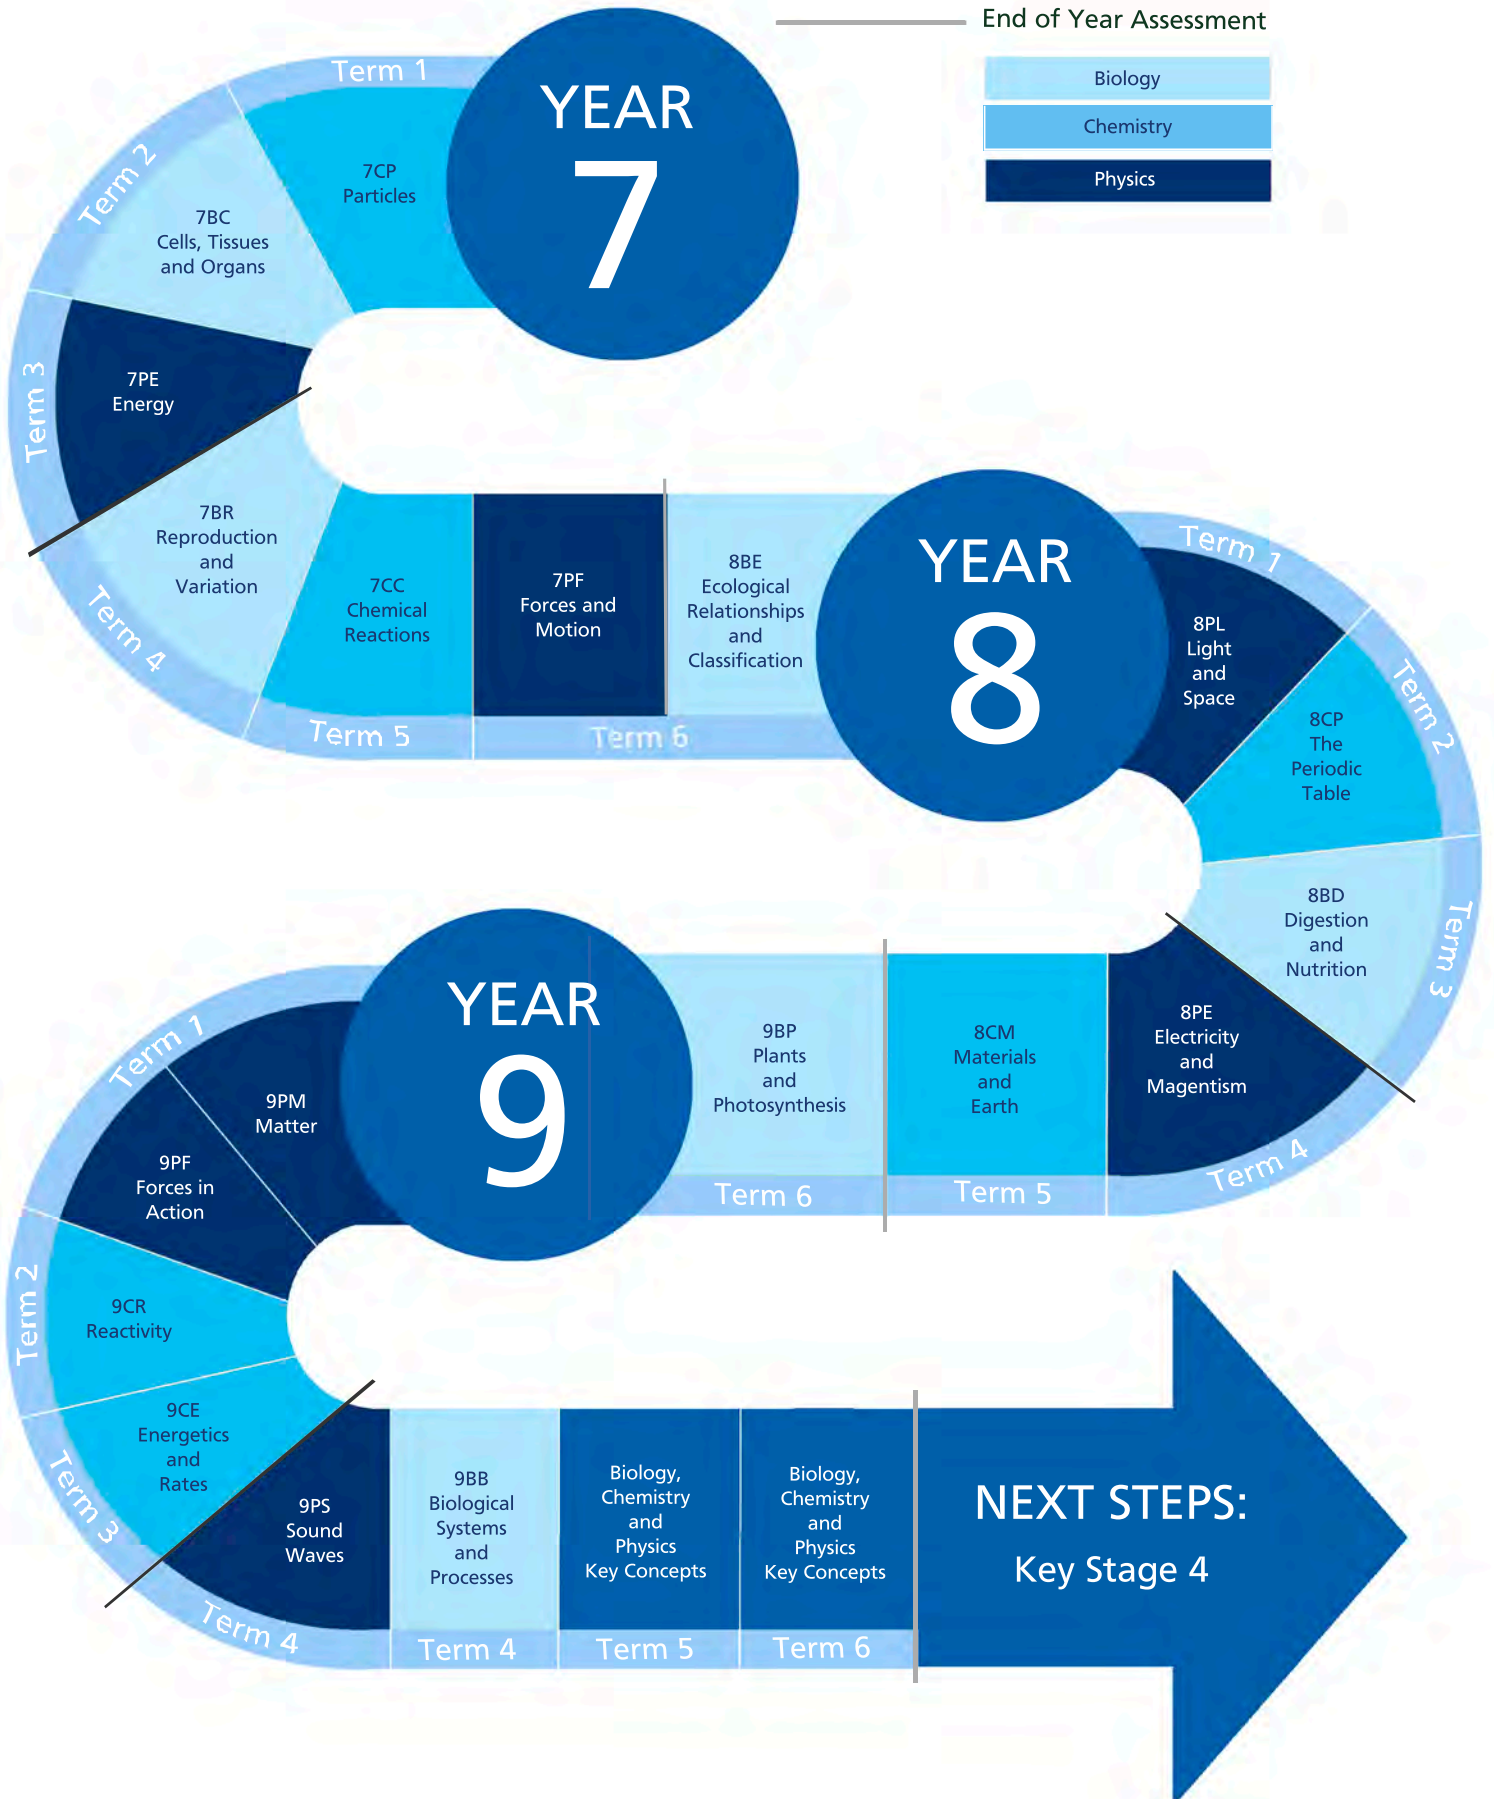 End of Year Assessment
Biology
Chemistry
Physics
YEAR
7
Term 1
7CP
Particles
Term 2
7BC
Cells, Tissues
and Organs
Term 3
7PE
Energy
Term 4
7BR
Reproduction
and
Variation
Term 5
7CC
Chemical
Reactions
7PF
Forces and
Motion
Term 6
8BE
Ecological
Relationships
and
Classification
YEAR
8
Term 1
8PL
Light
and
Space
Term 2
8CP
The
Periodic
Table
Term 3
8BD
Digestion
and
Nutrition
Term 4
8PE
Electricity
and
Magentism
Term 5
8CM
Materials
and
Earth
Term 6
9BP
Plants
and
Photosynthesis
YEAR
9
Term 1
9PM
Matter
9PF
Forces in
Action
Term 2
9CR
Reactivity
Term 3
9CE
Energetics
and
Rates
Term 4
9PS
Sound
Waves
9BB
Biological
Systems
and
Processes
Term 4
Biology,
Chemistry
and
Physics
Key Concepts
Term 5
Biology,
Chemistry
and
Physics
Key Concepts
Term 6
NEXT STEPS:
Key Stage 4